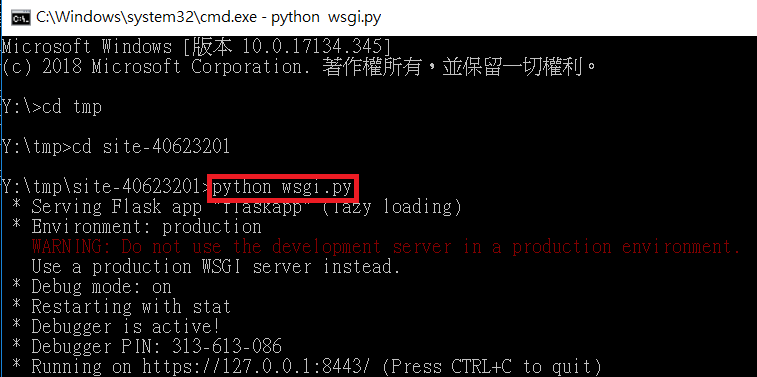 C:\Windows\system32\cmd.exe - python  wsgi.py
Microsoft Windows [版本 10.0.17134.345]
(c) 2018 Microsoft Corporation. 著作權所有，並保留一切權利。
Y:\>cd tmp
Y:\tmp>cd site-40623201
Y:\tmp\site-40623201>python wsgi.py
 * Serving Flask app "flaskapp" (lazy loading)
 * Environment: production
   WARNING: Do not use the development server in a production environment.
   Use a production WSGI server instead.
 * Debug mode: on
 * Restarting with stat
 * Debugger is active!
 * Debugger PIN: 313-613-086
 * Running on https://127.0.0.1:8443/ (Press CTRL+C to quit)